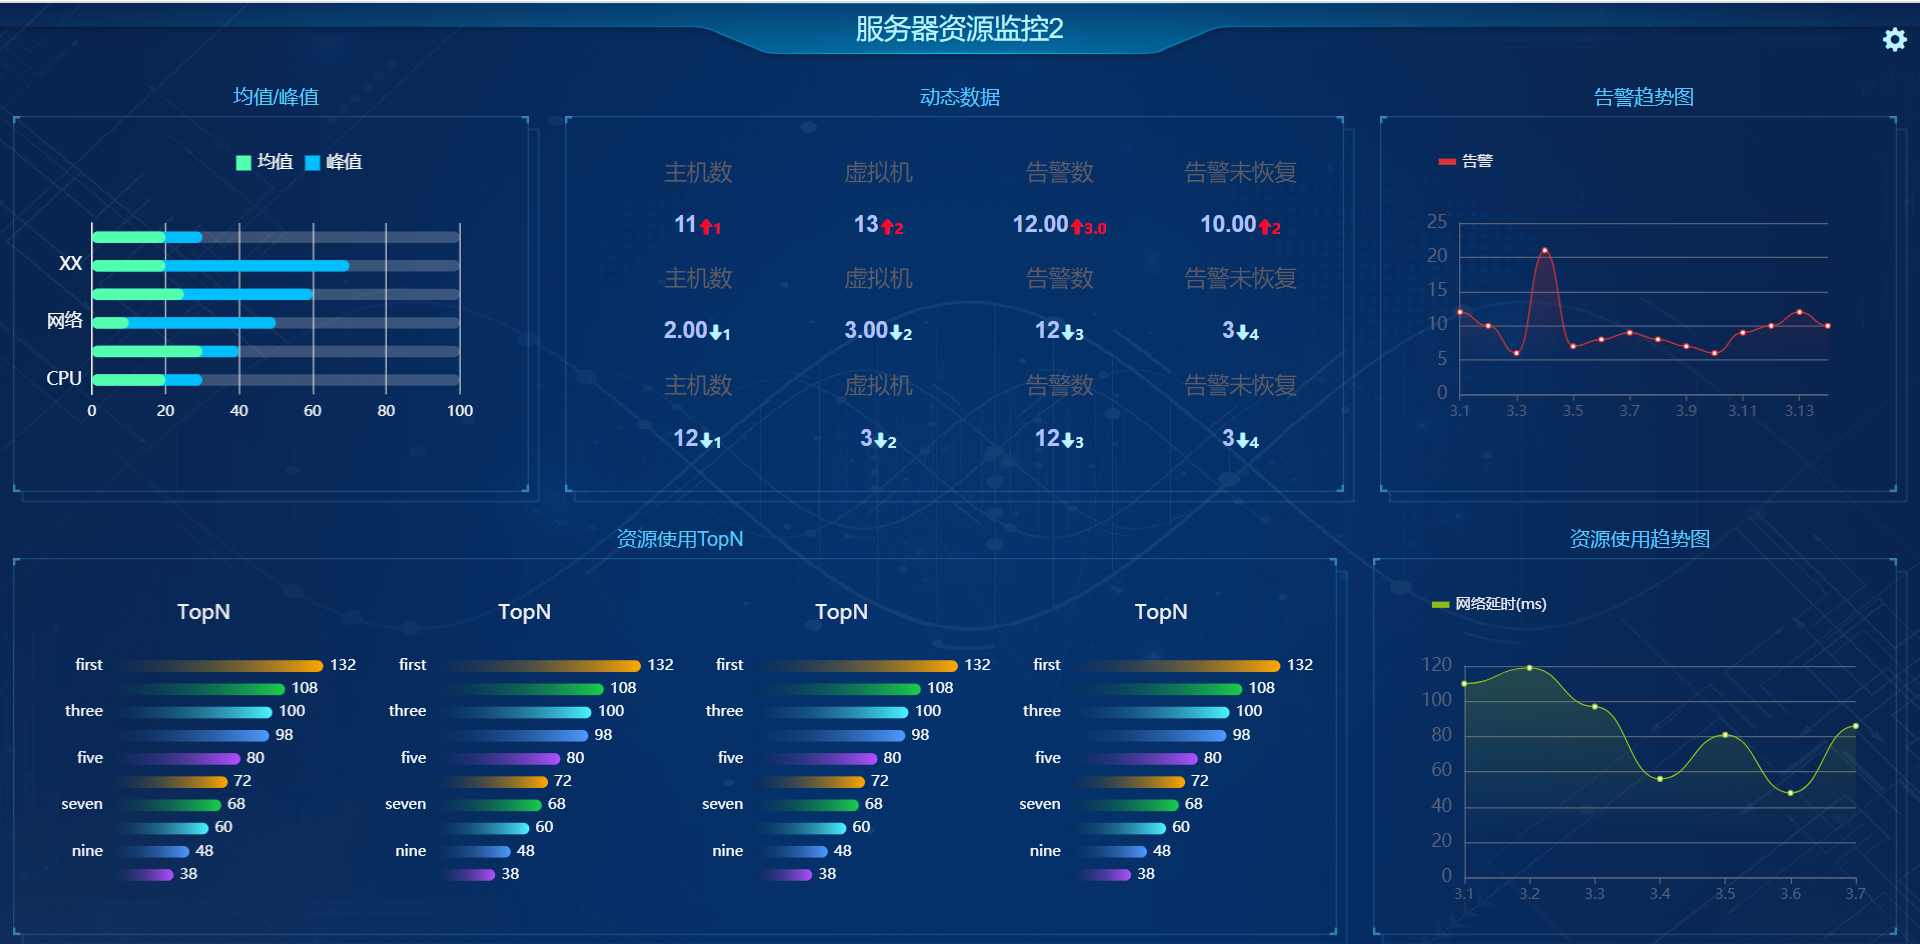 服务器资源监控2
均值/峰值
均值 峰值
XX
网络
CPU
0 20 40 60 80 100
动态数据
主机数 虚拟机 告警数 告警未恢复
11 1 13 2 12.00 3.0 10.00 2
主机数 虚拟机 告警数 告警未恢复
2.00 1 3.00 2 12 3 3 4
主机数 虚拟机 告警数 告警未恢复
12 1 3 2 12 3 3 4
告警趋势图
告警
25
20
15
10
5
0
3.1 3.3 3.5 3.7 3.9 3.11 3.13
资源使用TopN
TopN TopN TopN TopN
first 132 first 132 first 132 first 132
108 108 108 108
three 100 three 100 three 100 three 100
98 98 98 98
five 80 five 80 five 80 five 80
72 72 72 72
seven 68 seven 68 seven 68 seven 68
60 60 60 60
nine 48 nine 48 nine 48 nine 48
38 38 38 38
资源使用趋势图
网络延时(ms)
120
100
80
60
40
20
0
3.1 3.2 3.3 3.4 3.5 3.6 3.7